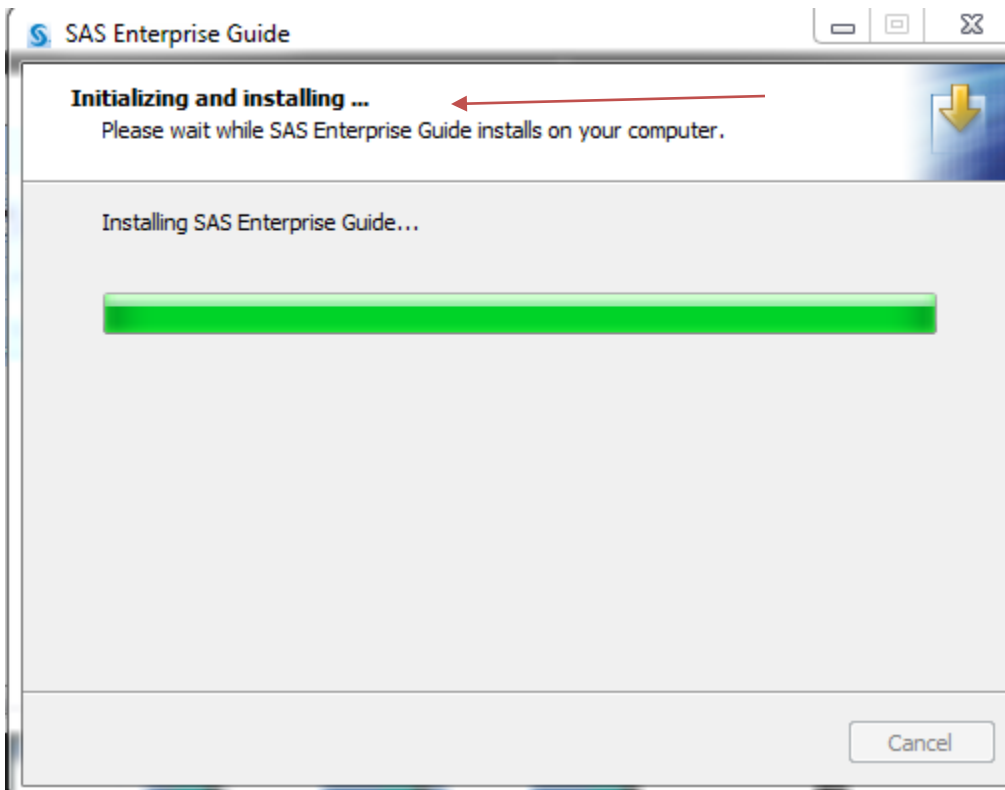 SAS Enterprise Guide
Initializing and installing ...
Please wait while SAS Enterprise Guide installs on your computer.
Installing SAS Enterprise Guide...
Cancel